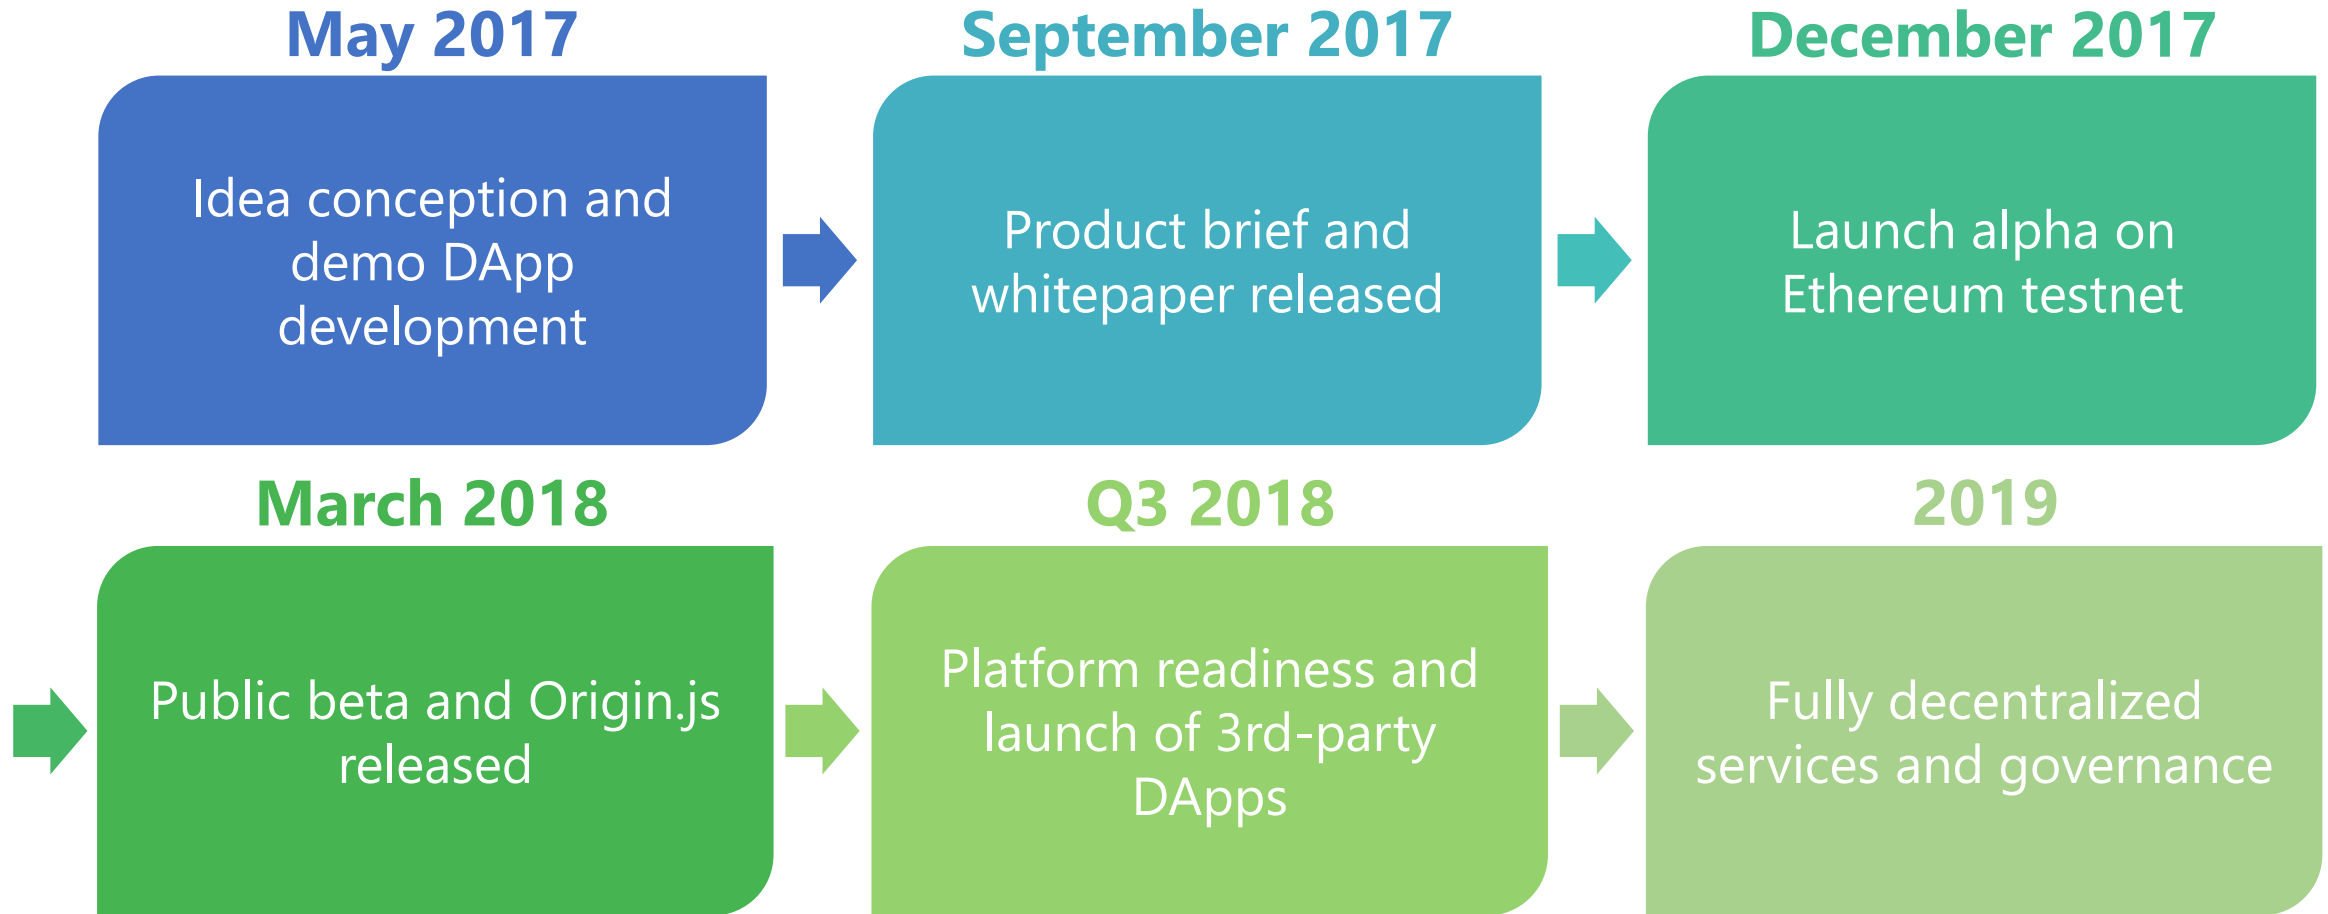 May 2017
Idea conception and
demo DApp
development
September 2017
Product brief and
whitepaper released
December 2017
Launch alpha on
Ethereum testnet
March 2018
Public beta and Origin.js
released
Q3 2018
Platform readiness and
launch of 3rd-party
DApps
2019
Fully decentralized
services and governance